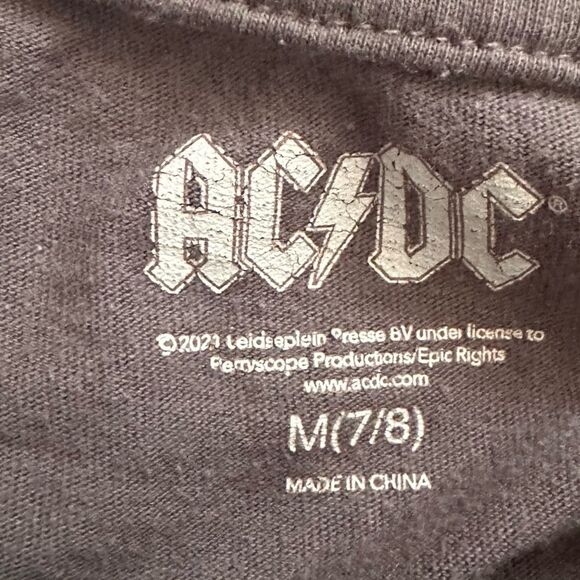 AC/DC®
© 2021 Leidseplein Presse BV under license to
Perryscope Productions/Epic Rights
www.acdc.com
M(7/8)
MADE IN CHINA